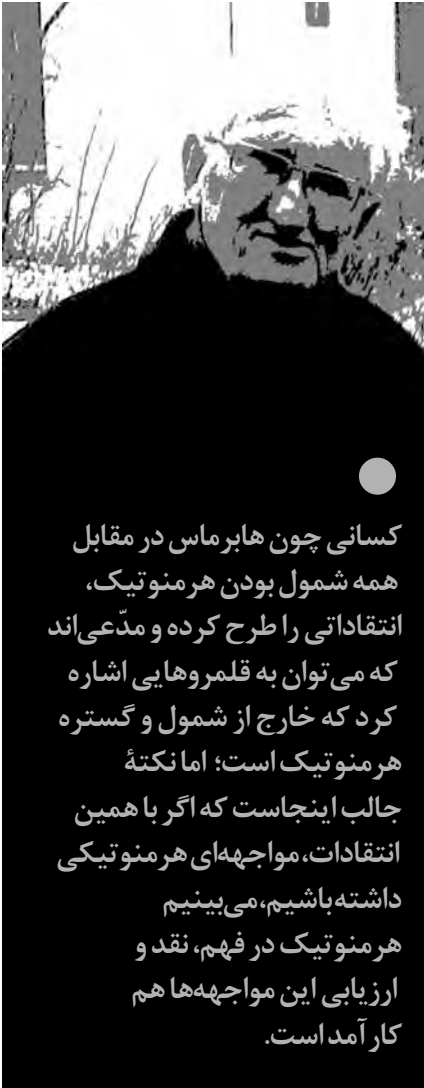 کسانی چون هابرماس در مقابل
همه شمول بودن هرمنوتیک،
انتقاداتی را طرح کرده و مدّعی‌اند
که می‌توان به قلمروهایی اشاره
کرد که خارج از شمول و گستره
هرمنوتیک است؛ اما نکتۀ
جالب اینجاست که اگر با همین
انتقادات، مواجهه‌ای هرمنوتیکی
داشته‌باشیم، می‌بینیم
هرمنوتیک در فهم، نقد و
ارزیابی این مواجهه‌ها هم
کارآمد است.